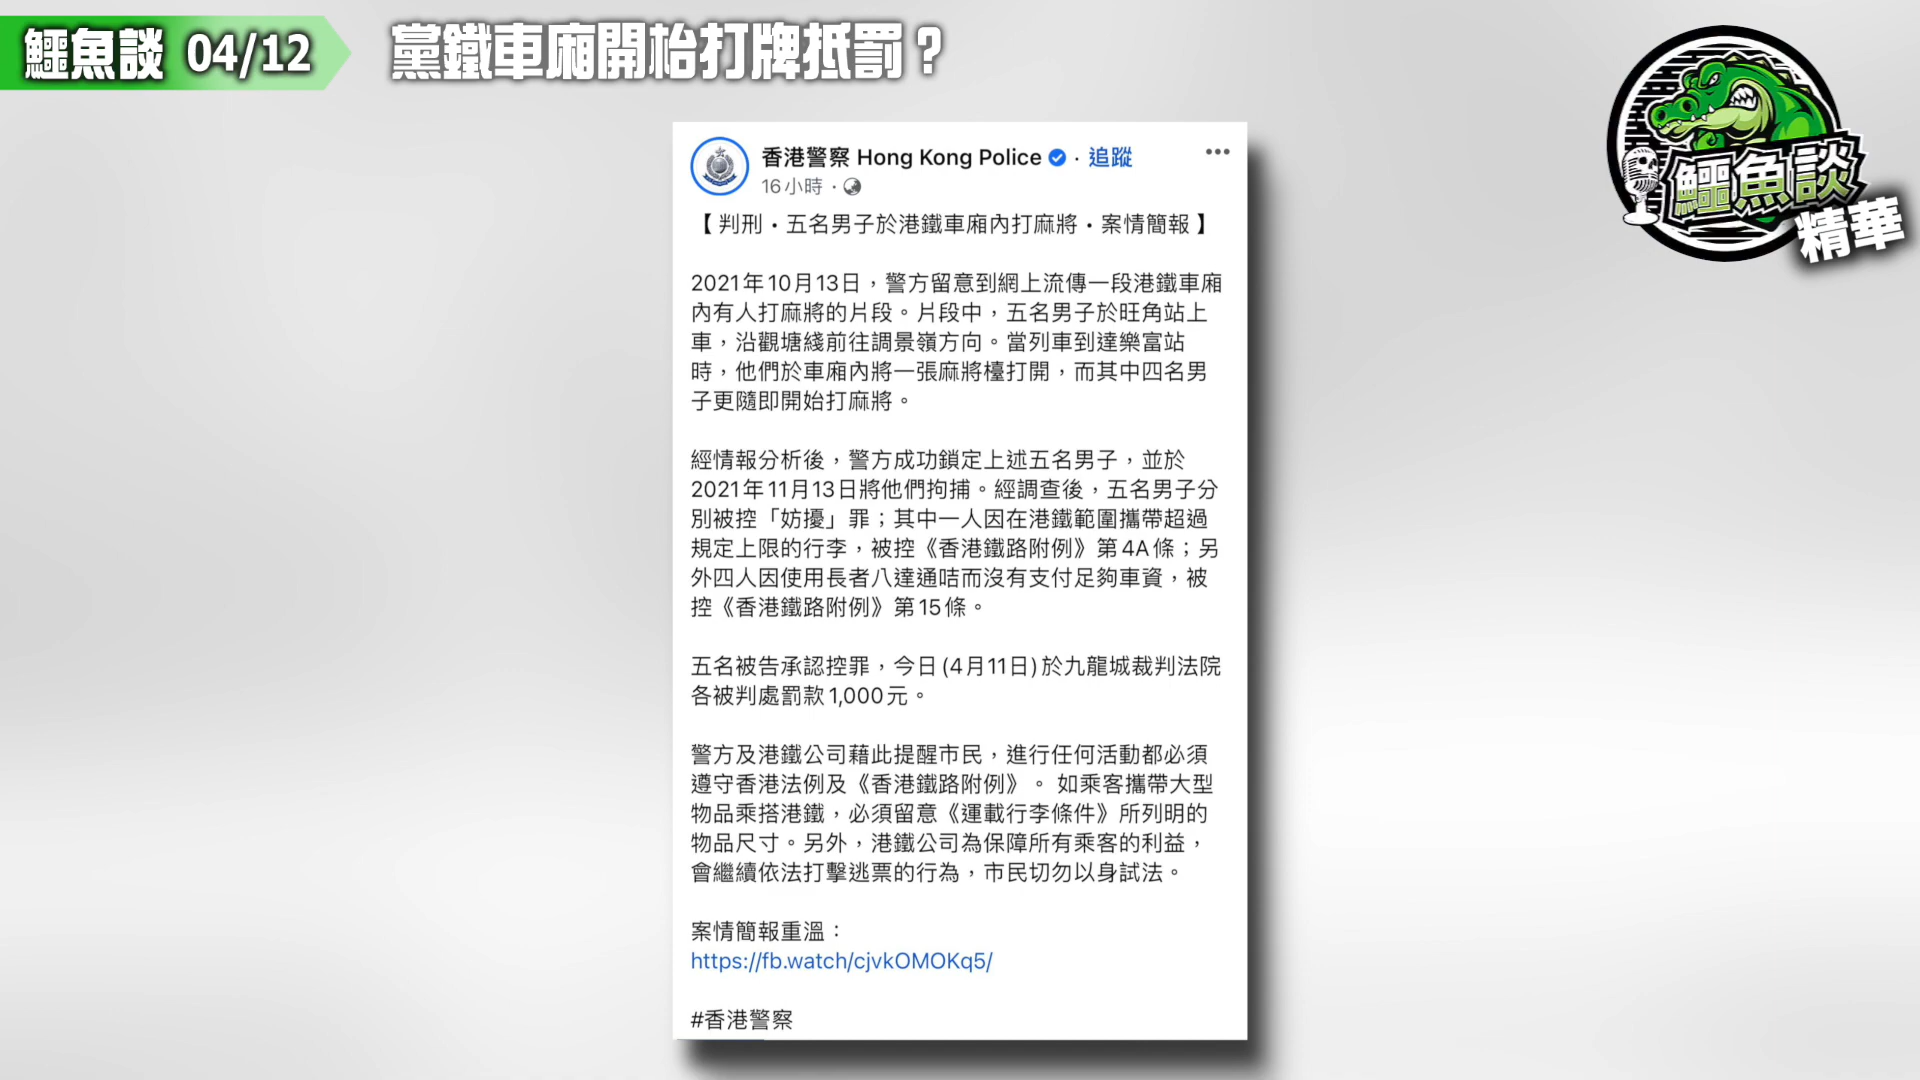 鱷魚談 04/12
黨鐵車廂開枱打牌抵罰？
鱷魚談
精華
香港警察 Hong Kong Police · 追蹤
16小時 ·
【 判刑・五名男子於港鐵車廂內打麻將・案情簡報 】
2021年10月13日，警方留意到網上流傳一段港鐵車廂
內有人打麻將的片段。片段中，五名男子於旺角站上
車，沿觀塘綫前往調景嶺方向。當列車到達樂富站
時，他們於車廂內將一張麻將檯打開，而其中四名男
子更隨即開始打麻將。
經情報分析後，警方成功鎖定上述五名男子，並於
2021年11月13日將他們拘捕。經調查後，五名男子分
別被控「妨擾」罪；其中一人因在港鐵範圍攜帶超過
規定上限的行李，被控《香港鐵路附例》第4A條；另
外四人因使用長者八達通咭而沒有支付足夠車資，被
控《香港鐵路附例》第15條。
五名被告承認控罪，今日(4月11日)於九龍城裁判法院
各被判處罰款1,000元。
警方及港鐵公司藉此提醒市民，進行任何活動都必須
遵守香港法例及《香港鐵路附例》。 如乘客攜帶大型
物品乘搭港鐵，必須留意《運載行李條件》所列明的
物品尺寸。另外，港鐵公司為保障所有乘客的利益，
會繼續依法打擊逃票的行為，市民切勿以身試法。
案情簡報重溫：
https://fb.watch/cjvkOMOKq5/
#香港警察